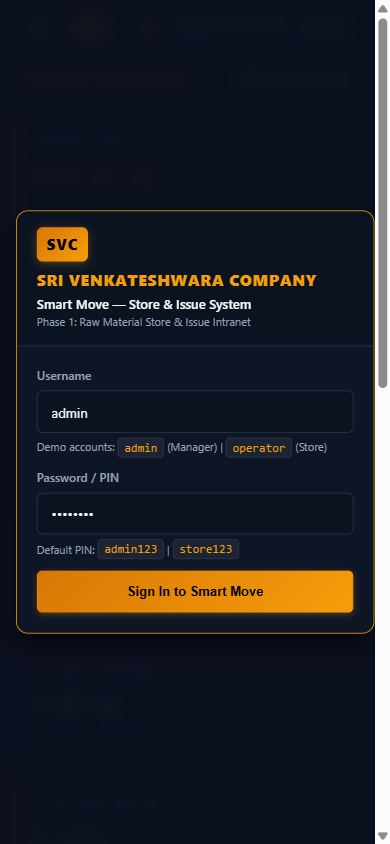 SVC
SRI VENKATESHWARA COMPANY
Smart Move — Store & Issue System
Phase 1: Raw Material Store & Issue Intranet
Username
admin
Demo accounts: admin (Manager) | operator (Store)
Password / PIN
••••••••
Default PIN: admin123 | store123
Sign In to Smart Move